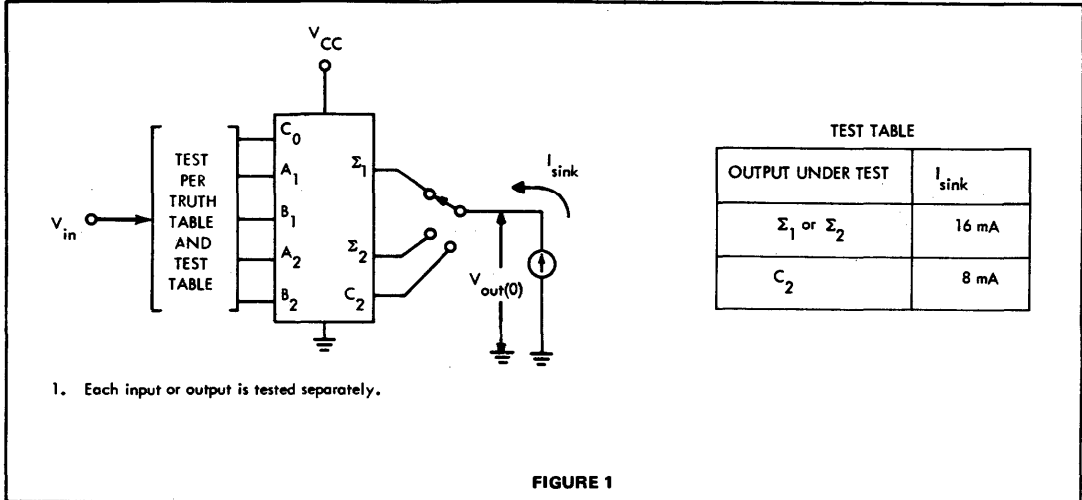 V_CC
V_in
TEST
PER
TRUTH
TABLE
AND
TEST
TABLE
C_0
A_1
B_1
A_2
B_2
Σ_1
Σ_2
C_2
I_sink
V_out(0)
TEST TABLE
OUTPUT UNDER TEST I_sink
Σ_1 or Σ_2 16 mA
C_2 8 mA
1. Each input or output is tested separately.
FIGURE 1